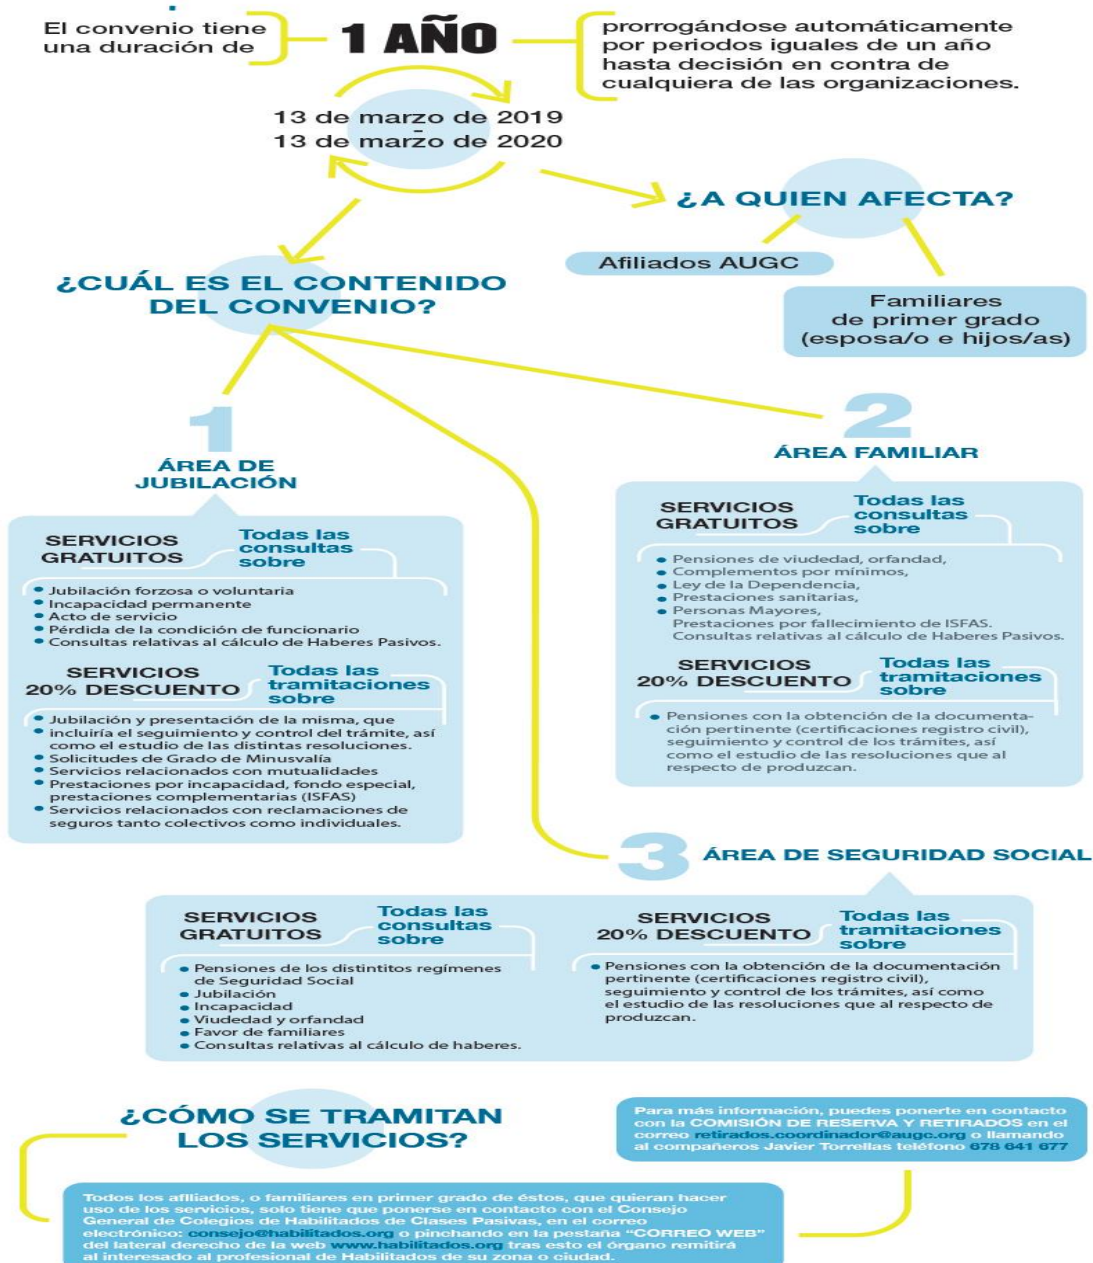 El convenio tiene
una duración de
1 AÑO
prorrogándose automáticamente
por periodos iguales de un año
hasta decisión en contra de
cualquiera de las organizaciones.
13 de marzo de 2019
-
13 de marzo de 2020
¿A QUIEN AFECTA?
Afiliados AUGC
Familiares
de primer grado
(esposa/o e hijos/as)
¿CUÁL ES EL CONTENIDO
DEL CONVENIO?
1
ÁREA DE
JUBILACIÓN
SERVICIOS
GRATUITOS
Todas las
consultas
sobre
• Jubilación forzosa o voluntaria
• Incapacidad permanente
• Acto de servicio
• Pérdida de la condición de funcionario
• Consultas relativas al cálculo de Haberes Pasivos.
SERVICIOS
20% DESCUENTO
Todas las
tramitaciones
sobre
• Jubilación y presentación de la misma, que
• incluiría el seguimiento y control del trámite, así
como el estudio de las distintas resoluciones.
• Solicitudes de Grado de Minusvalía
• Servicios relacionados con mutualidades
• Prestaciones por incapacidad, fondo especial,
prestaciones complementarias (ISFAS)
• Servicios relacionados con reclamaciones de
seguros tanto colectivos como individuales.
2
ÁREA FAMILIAR
SERVICIOS
GRATUITOS
Todas las
consultas
sobre
• Pensiones de viudedad, orfandad,
• Complementos por mínimos,
• Ley de la Dependencia,
• Prestaciones sanitarias,
• Personas Mayores,
Prestaciones por fallecimiento de ISFAS.
Consultas relativas al cálculo de Haberes Pasivos.
SERVICIOS
20% DESCUENTO
Todas las
tramitaciones
sobre
• Pensiones con la obtención de la documenta-
ción pertinente (certificaciones registro civil),
seguimiento y control de los trámites, así
como el estudio de las resoluciones que al
respecto de produzcan.
3
ÁREA DE SEGURIDAD SOCIAL
SERVICIOS
GRATUITOS
Todas las
consultas
sobre
• Pensiones de los distintitos regímenes
de Seguridad Social
• Jubilación
• Incapacidad
• Viudedad y orfandad
• Favor de familiares
• Consultas relativas al cálculo de haberes.
SERVICIOS
20% DESCUENTO
Todas las
tramitaciones
sobre
• Pensiones con la obtención de la documentación
pertinente (certificaciones registro civil),
seguimiento y control de los trámites, así como
el estudio de las resoluciones que al respecto de
produzcan.
¿CÓMO SE TRAMITAN
LOS SERVICIOS?
Para más información, puedes ponerte en contacto
con la COMISIÓN DE RESERVA Y RETIRADOS en el
correo retirados.coordinador@augc.org o llamando
al compañeros Javier Torrellas teléfono 678 641 677
Todos los afiliados, o familiares en primer grado de éstos, que quieran hacer
uso de los servicios, solo tiene que ponerse en contacto con el Consejo
General de Colegios de Habilitados de Clases Pasivas, en el correo
electrónico: consejo@habilitados.org o pinchando en la pestaña "CORREO WEB"
del lateral derecho de la web www.habilitados.org tras esto el órgano remitirá
al interesado al profesional de Habilitados de su zona o ciudad.